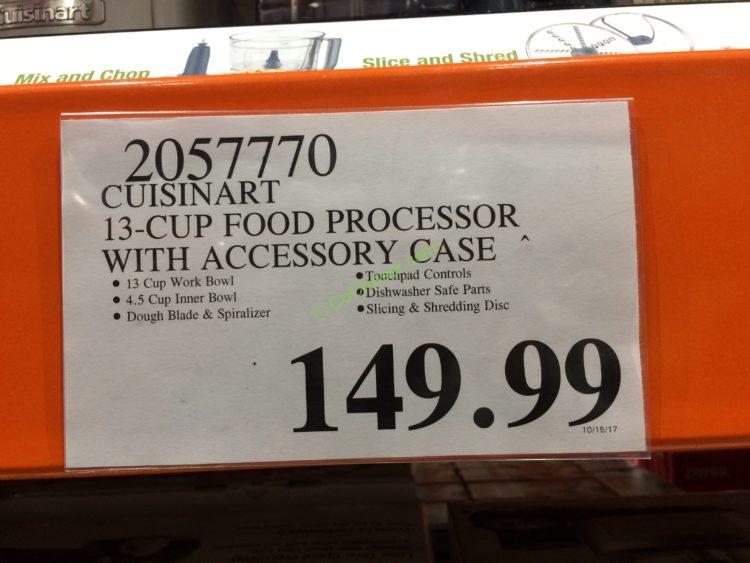 Cuisinart
Mix and Chop
Slice and Shred
2057770
CUISINART
13-CUP FOOD PROCESSOR
WITH ACCESSORY CASE ^
• 13 Cup Work Bowl
• 4.5 Cup Inner Bowl
• Dough Blade & Spiralizer
• Touchpad Controls
• Dishwasher Safe Parts
• Slicing & Shredding Disc
149.99
10/15/17
pyrex